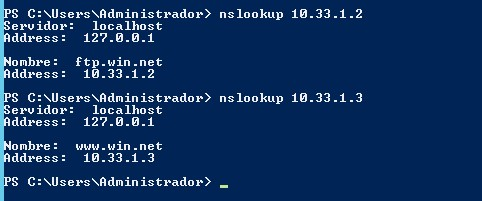 PS C:\Users\Administrador> nslookup 10.33.1.2
Servidor:  localhost
Address:  127.0.0.1
Nombre:  ftp.win.net
Address:  10.33.1.2
PS C:\Users\Administrador> nslookup 10.33.1.3
Servidor:  localhost
Address:  127.0.0.1
Nombre:  www.win.net
Address:  10.33.1.3
PS C:\Users\Administrador> _